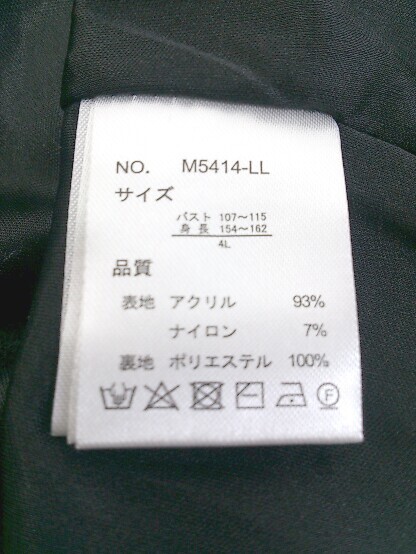 NO. M5414-LL
サイズ
バスト 107～115
身 長 154～162
4L
品質
表地 アクリル 93%
ナイロン 7%
裏地 ポリエステル 100%
F